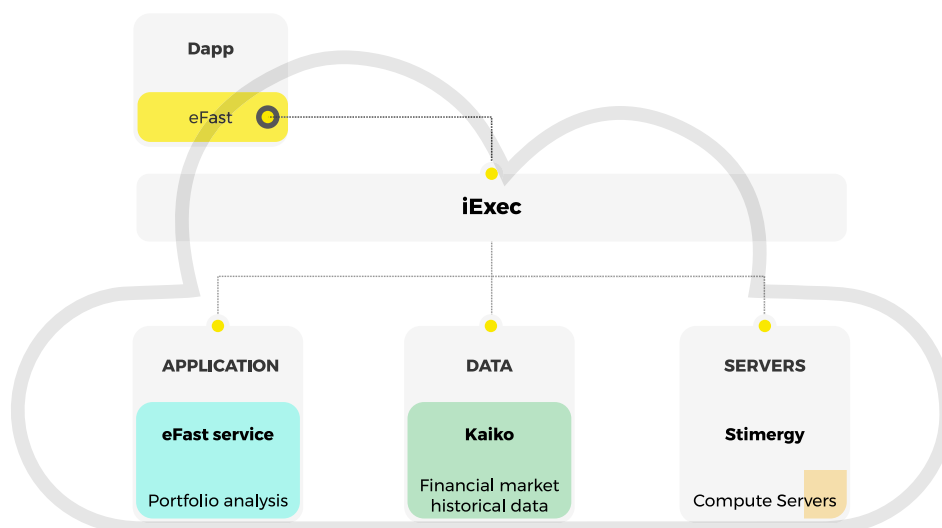 Dapp
eFast
iExec
APPLICATION
DATA
SERVERS
eFast service
Kaiko
Stimergy
Portfolio analysis
Financial market
historical data
Compute Servers